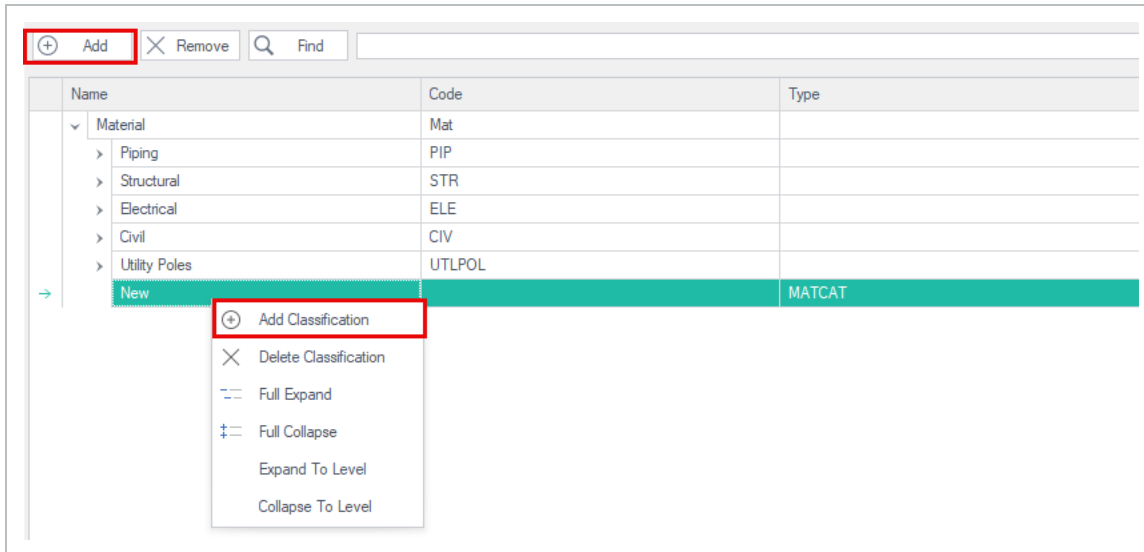 Add Remove Find
Name Code Type
Material Mat
Piping PIP
Structural STR
Electrical ELE
Civil CIV
Utility Poles UTLPOL
New MATCAT
Add Classification
Delete Classification
Full Expand
Full Collapse
Expand To Level
Collapse To Level